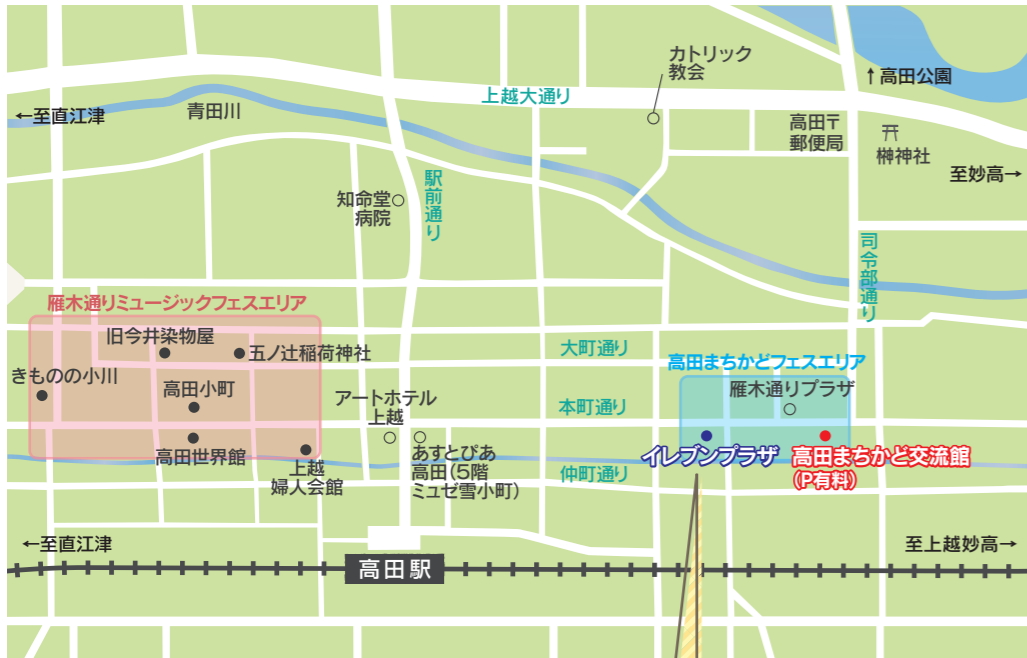 カトリック
教会
↑高田公園
上越大通り
←至直江津
青田川
高田〒
郵便局
榊神社
至妙高→
知命堂
病院
駅前通り
司令部通り
雁木通りミュージックフェスエリア
旧今井染物屋
五ノ辻稲荷神社
大町通り
高田まちかどフェスエリア
きものの小川
高田小町
アートホテル
上越
本町通り
雁木通りプラザ
高田世界館
上越
婦人会館
あすとぴあ
高田(5階
ミュゼ雪小町)
仲町通り
イレブンプラザ
高田まちかど交流館
(P有料)
←至直江津
高田駅
至上越妙高→